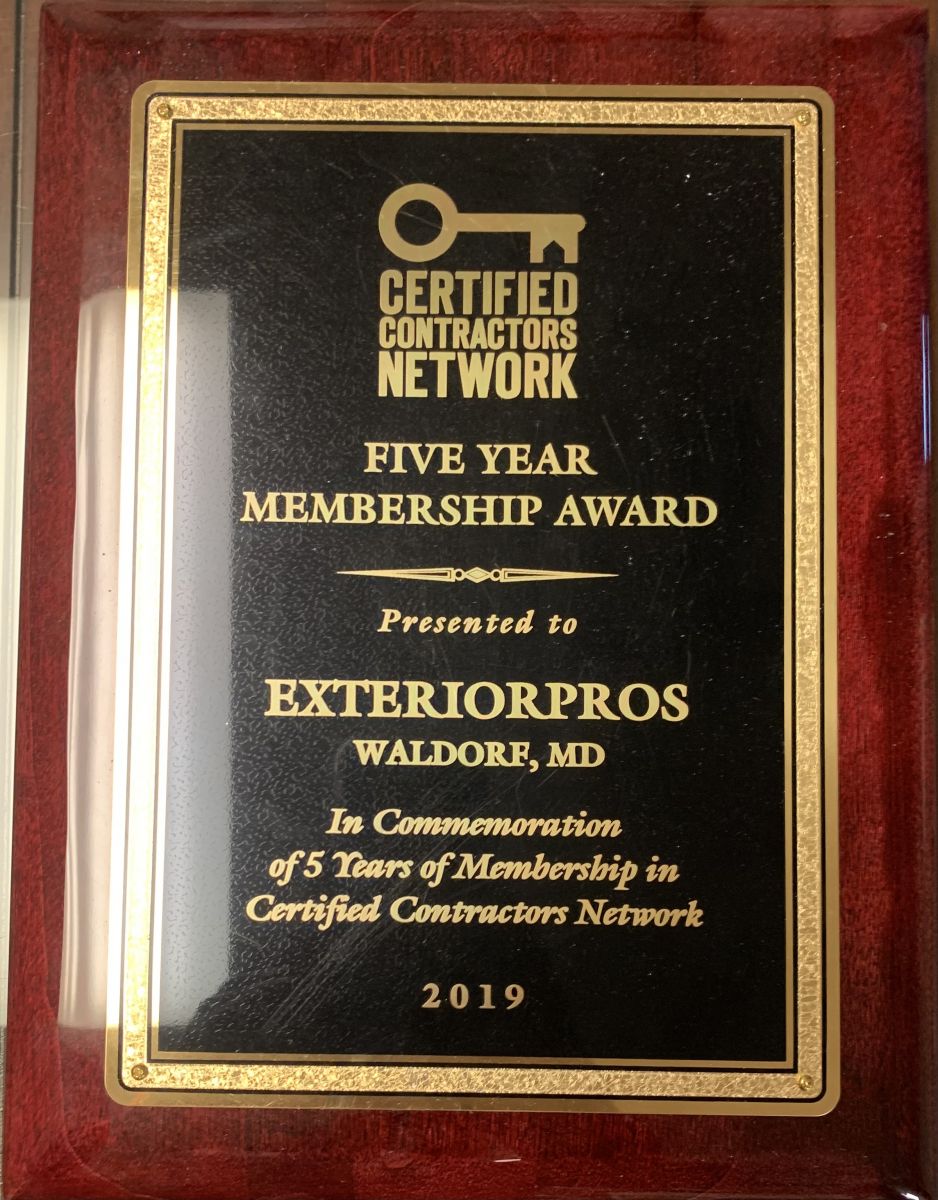 CERTIFIED
CONTRACTORS
NETWORK
FIVE YEAR
MEMBERSHIP AWARD
Presented to
EXTERIORPROS
WALDORF, MD
In Commemoration
of 5 Years of Membership in
Certified Contractors Network
2019